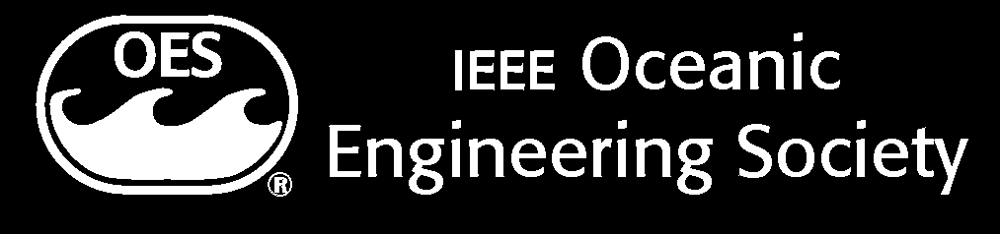 OES
®
IEEE Oceanic
Engineering Society